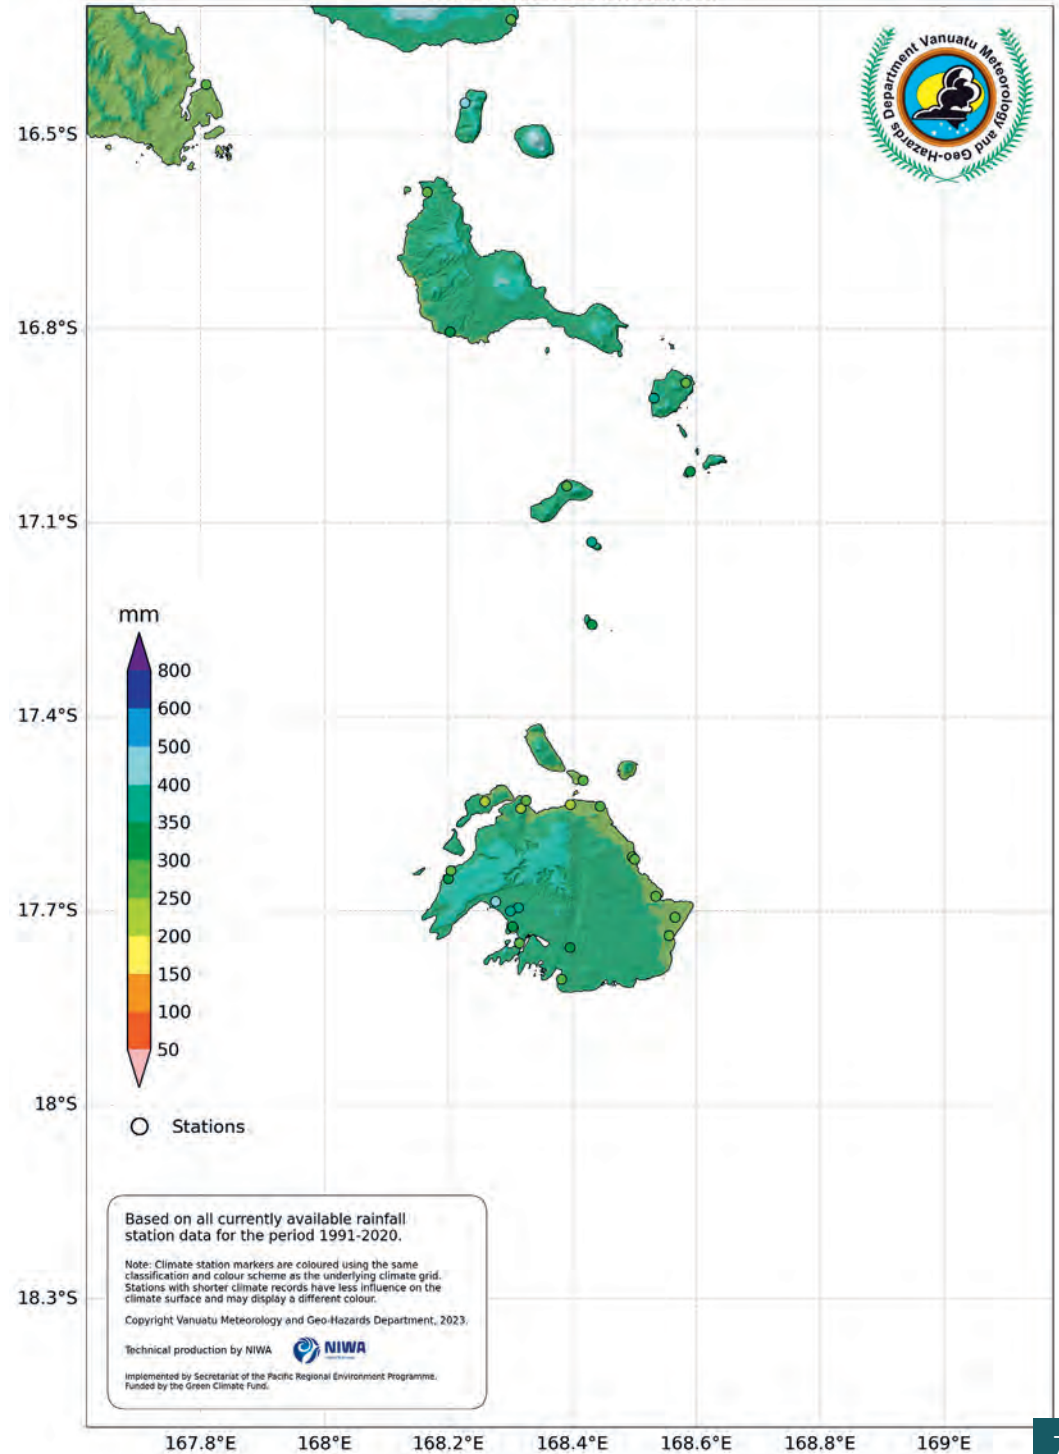 Vanuatu Meteorology and Geo-Hazards Department
16.5°S
16.8°S
17.1°S
17.4°S
17.7°S
18°S
18.3°S
mm
800
600
500
400
350
300
250
200
150
100
50
Stations
Based on all currently available rainfall
station data for the period 1991-2020.
Note: Climate station markers are coloured using the same
classification and colour scheme as the underlying climate grid.
Stations with shorter climate records have less influence on the
climate surface and may display a different colour.
Copyright Vanuatu Meteorology and Geo-Hazards Department, 2023.
Technical production by NIWA
NIWA
Implemented by Secretariat of the Pacific Regional Environment Programme.
Funded by the Green Climate Fund.
167.8°E
168°E
168.2°E
168.4°E
168.6°E
168.8°E
169°E